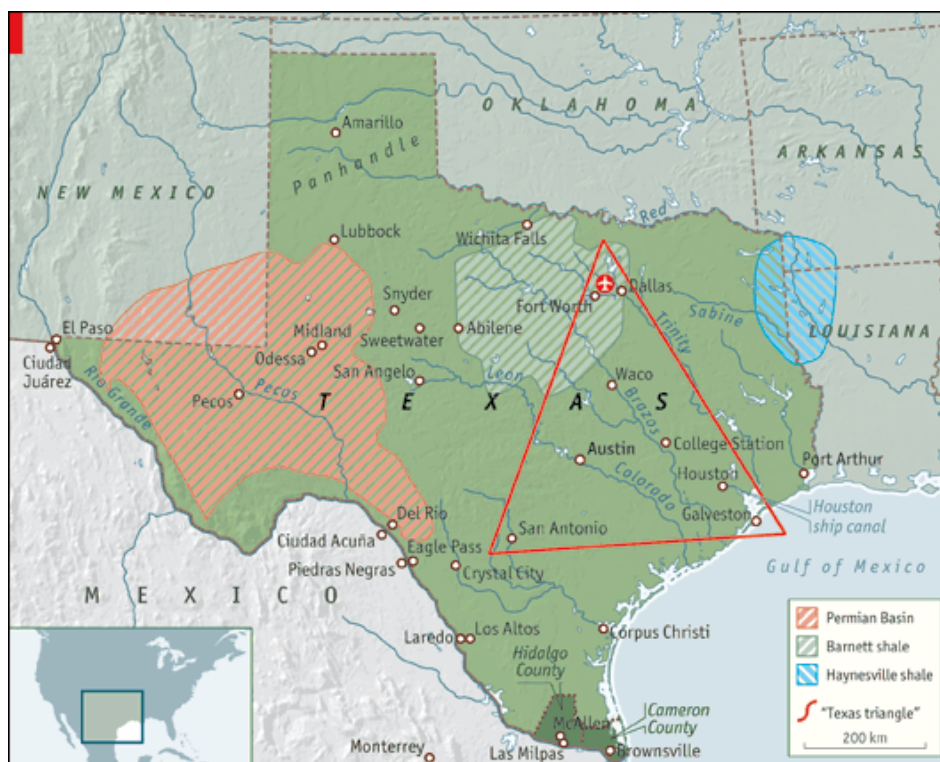 OKLAHOMA
Amarillo
Panhandle
ARKANSAS
NEW MEXICO
Red
Lubbock
Wichita Falls
Dallas
Fort Worth
Snyder
Sabine
Trinity
El Paso
Midland
Sweetwater
Abilene
LOUISIANA
Ciudad
Juárez
Odessa
San Angelo
Leon
Waco
Rio Grande
Pecos
Pecos
TEXAS
Brazos
Austin
College Station
Port Arthur
Houston
Colorado
Del Rio
Galveston
Houston
ship canal
San Antonio
Ciudad Acuña
Eagle Pass
Piedras Negras
Crystal City
Gulf of Mexico
MEXICO
Laredo
Los Altos
Corpus Christi
Hidalgo
County
Cameron
County
McAllen
Monterrey
Las Milpas
Brownsville
Permian Basin
Barnett shale
Haynesville shale
“Texas triangle”
200 km